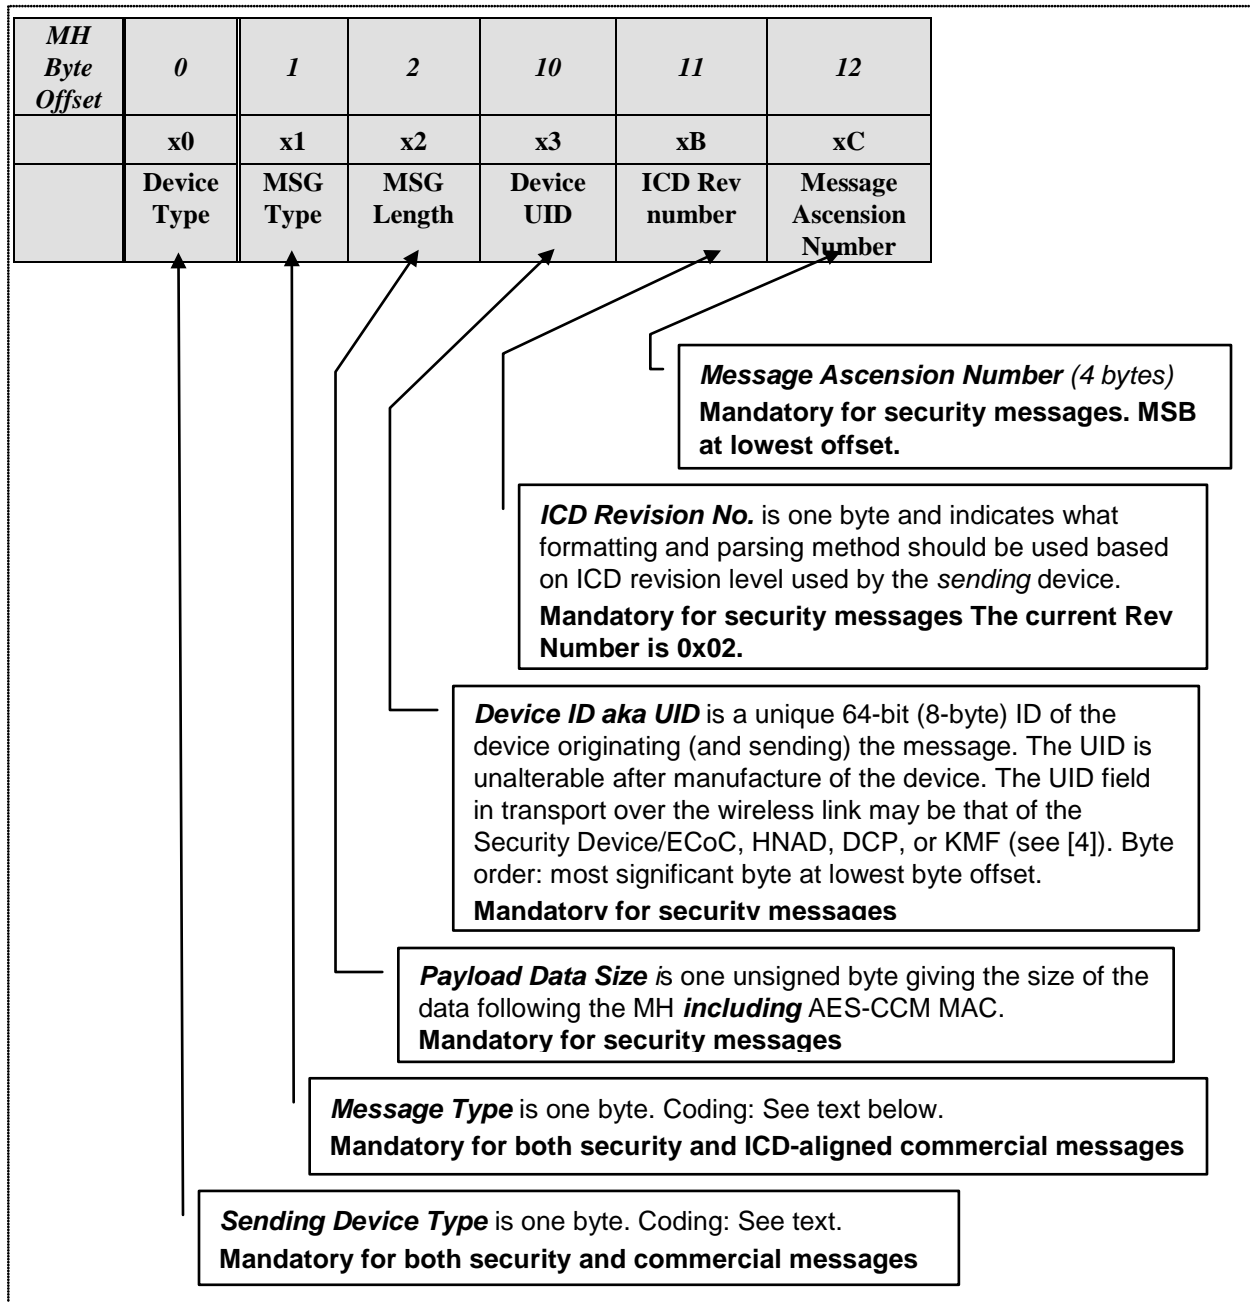 MH Byte Offset 0 1 2 10 11 12
x0 x1 x2 x3 xB xC
Device Type MSG Type MSG Length Device UID ICD Rev number Message Ascension Number
Message Ascension Number (4 bytes)
Mandatory for security messages. MSB
at lowest offset.
ICD Revision No. is one byte and indicates what
formatting and parsing method should be used based
on ICD revision level used by the sending device.
Mandatory for security messages The current Rev
Number is 0x02.
Device ID aka UID is a unique 64-bit (8-byte) ID of the
device originating (and sending) the message. The UID is
unalterable after manufacture of the device. The UID field
in transport over the wireless link may be that of the
Security Device/ECoC, HNAD, DCP, or KMF (see [4]). Byte
order: most significant byte at lowest byte offset.
Mandatory for security messages
Payload Data Size is one unsigned byte giving the size of the
data following the MH including AES-CCM MAC.
Mandatory for security messages
Message Type is one byte. Coding: See text below.
Mandatory for both security and ICD-aligned commercial messages
Sending Device Type is one byte. Coding: See text.
Mandatory for both security and commercial messages